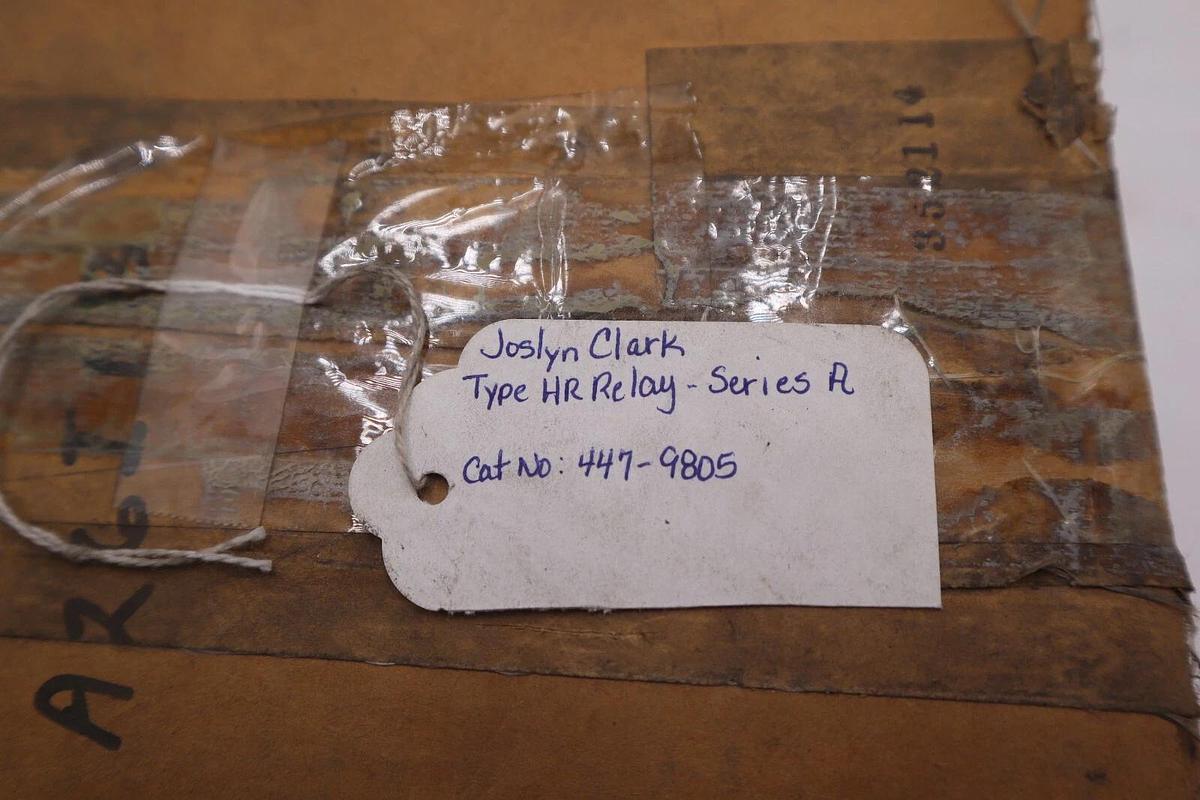 Joslyn Clark
Type HR Relay - Series A
Cat No: 447-9805